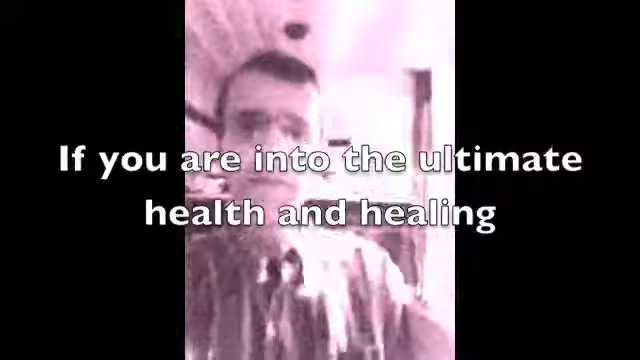 If you are into the ultimate
health and healing